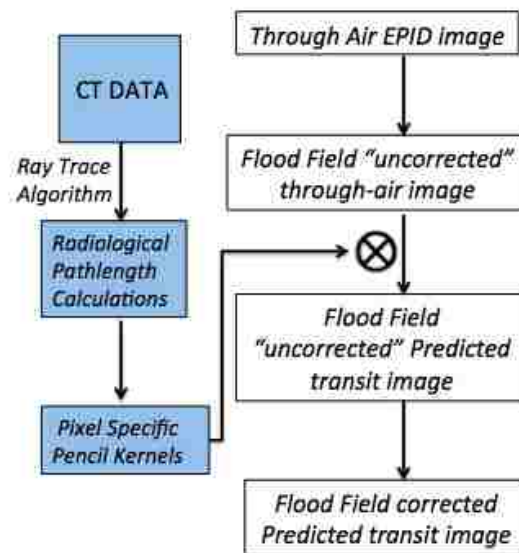 CT DATA
Ray Trace
Algorithm
Radiological
Pathlength
Calculations
Pixel Specific
Pencil Kernels
Through Air EPID image
Flood Field “uncorrected”
through-air image
Flood Field
“uncorrected” Predicted
transit image
Flood Field corrected
Predicted transit image